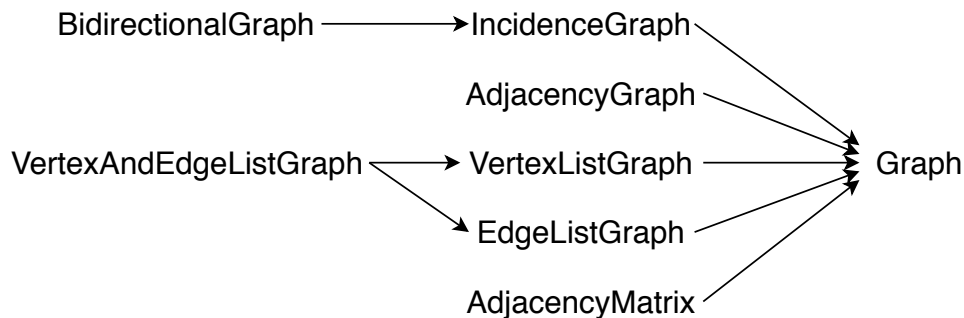 BidirectionalGraph IncidenceGraph
AdjacencyGraph
VertexAndEdgeListGraph VertexListGraph Graph
EdgeListGraph
AdjacencyMatrix